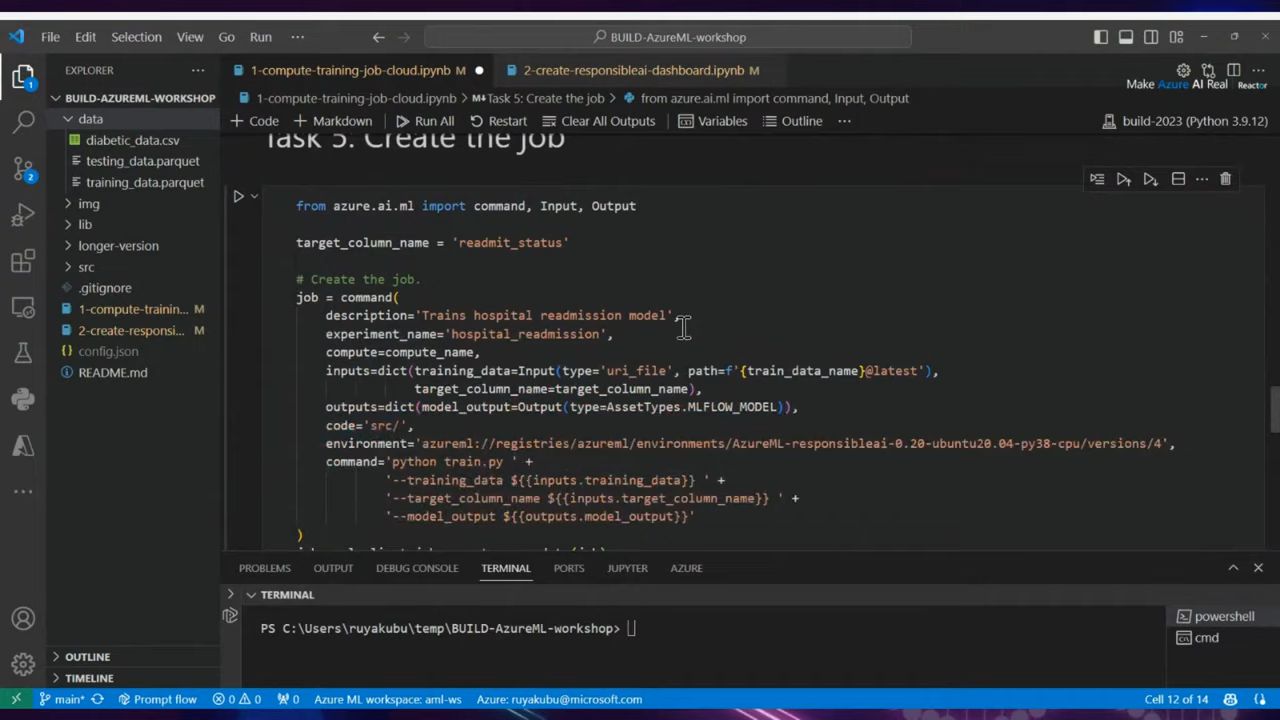 File Edit Selection View Go Run ··· BUILD-AzureML-workshop
EXPLORER ···
1-compute-training-job-cloud.ipynb M ● 2-create-responsibleai-dashboard.ipynb M
Make Azure AI Real Reactor
BUILD-AZUREML-WORKSHOP
1-compute-training-job-cloud.ipynb > M↓Task 5: Create the job > from azure.ai.ml import command, Input, Output
+ Code + Markdown Run All Restart Clear All Outputs Variables Outline ··· build-2023 (Python 3.9.12)
data
diabetic_data.csv
testing_data.parquet
training_data.parquet
img
lib
longer-version
src
.gitignore
1-compute-trainin... M
2-create-responsi... M
config.json
README.md
OUTLINE
TIMELINE
1
2
Task 5: Create the job
from azure.ai.ml import command, Input, Output
target_column_name = 'readmit_status'
# Create the job.
job = command(
description='Trains hospital readmission model',
experiment_name='hospital_readmission',
compute=compute_name,
inputs=dict(training_data=Input(type='uri_file', path=f'{train_data_name}@latest'),
target_column_name=target_column_name),
outputs=dict(model_output=Output(type=AssetTypes.MLFLOW_MODEL)),
code='src/',
environment='azureml://registries/azureml/environments/AzureML-responsibleai-0.20-ubuntu20.04-py38-cpu/versions/4',
command='python train.py ' +
'--training_data ${{inputs.training_data}} ' +
'--target_column_name ${{inputs.target_column_name}} ' +
'--model_output ${{outputs.model_output}}'
)
PROBLEMS OUTPUT DEBUG CONSOLE TERMINAL PORTS JUPYTER AZURE
TERMINAL
PS C:\Users\ruyakubu\temp\BUILD-AzureML-workshop>
powershell
cmd
main* Prompt flow 0 0 0 Azure ML workspace: aml-ws Azure: ruyakubu@microsoft.com Cell 12 of 14